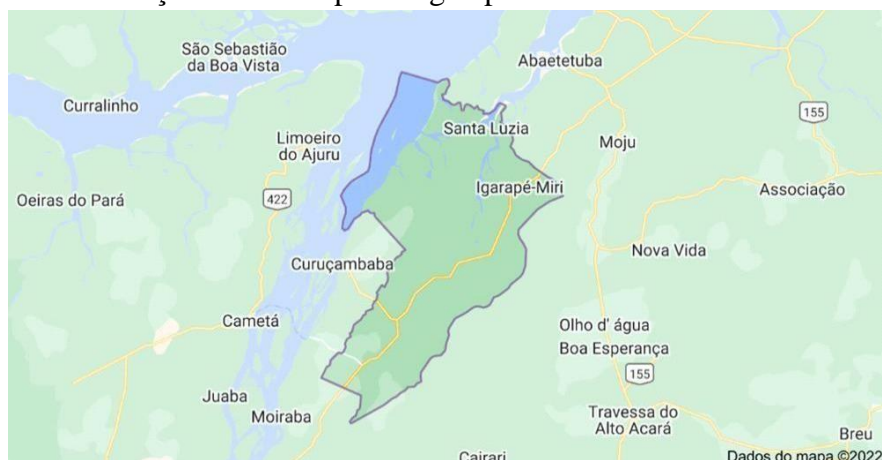 São Sebastião
da Boa Vista
Abaetetuba
Curralinho
155
Santa Luzia
Limoeiro
do Ajuru
Moju
Igarapé-Miri
Associação
Oeiras do Pará
422
Nova Vida
Curuçambaba
Cametá
Olho d' água
Boa Esperança
155
Juaba
Moiraba
Travessa do
Alto Acará
Breu
Cairari
Dados do mapa ©2022